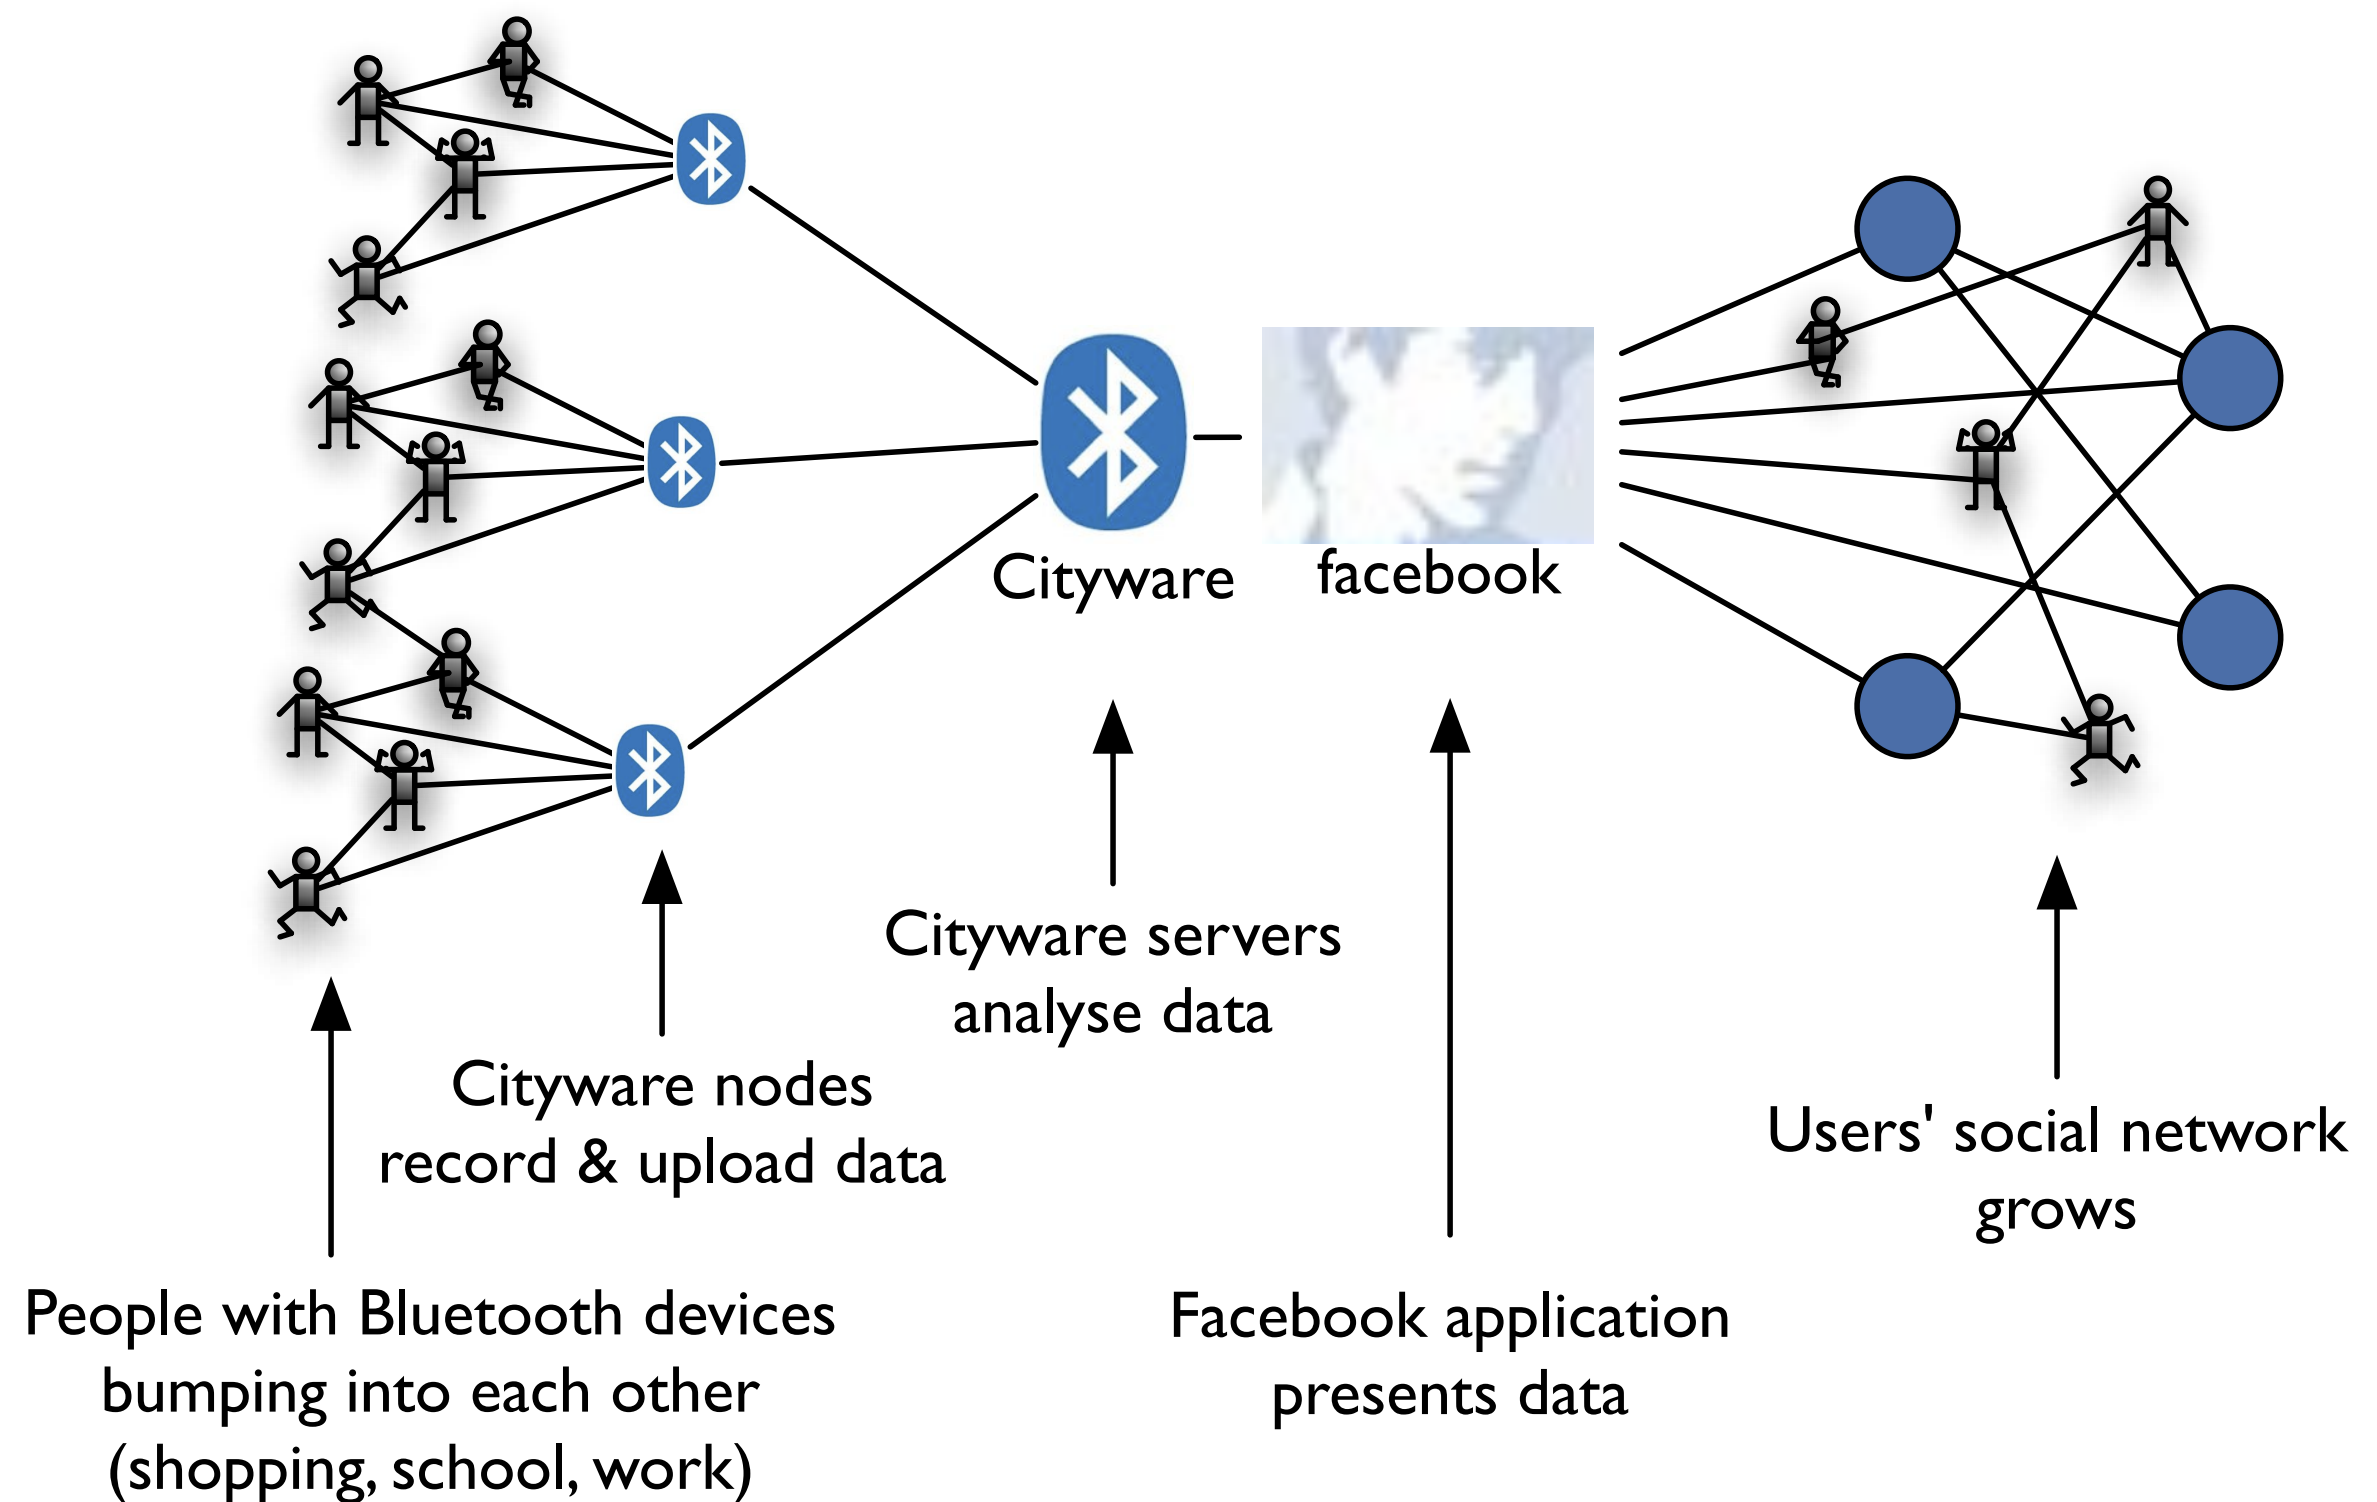 Cityware
facebook
Cityware servers
analyse data
Cityware nodes
record & upload data
Users' social network
grows
People with Bluetooth devices
bumping into each other
(shopping, school, work)
Facebook application
presents data